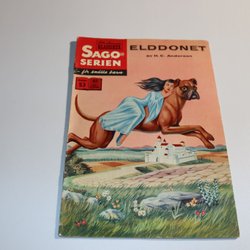 SAGO-
SERIEN
för snälla barn
ELDDONET
av H. C. Andersen